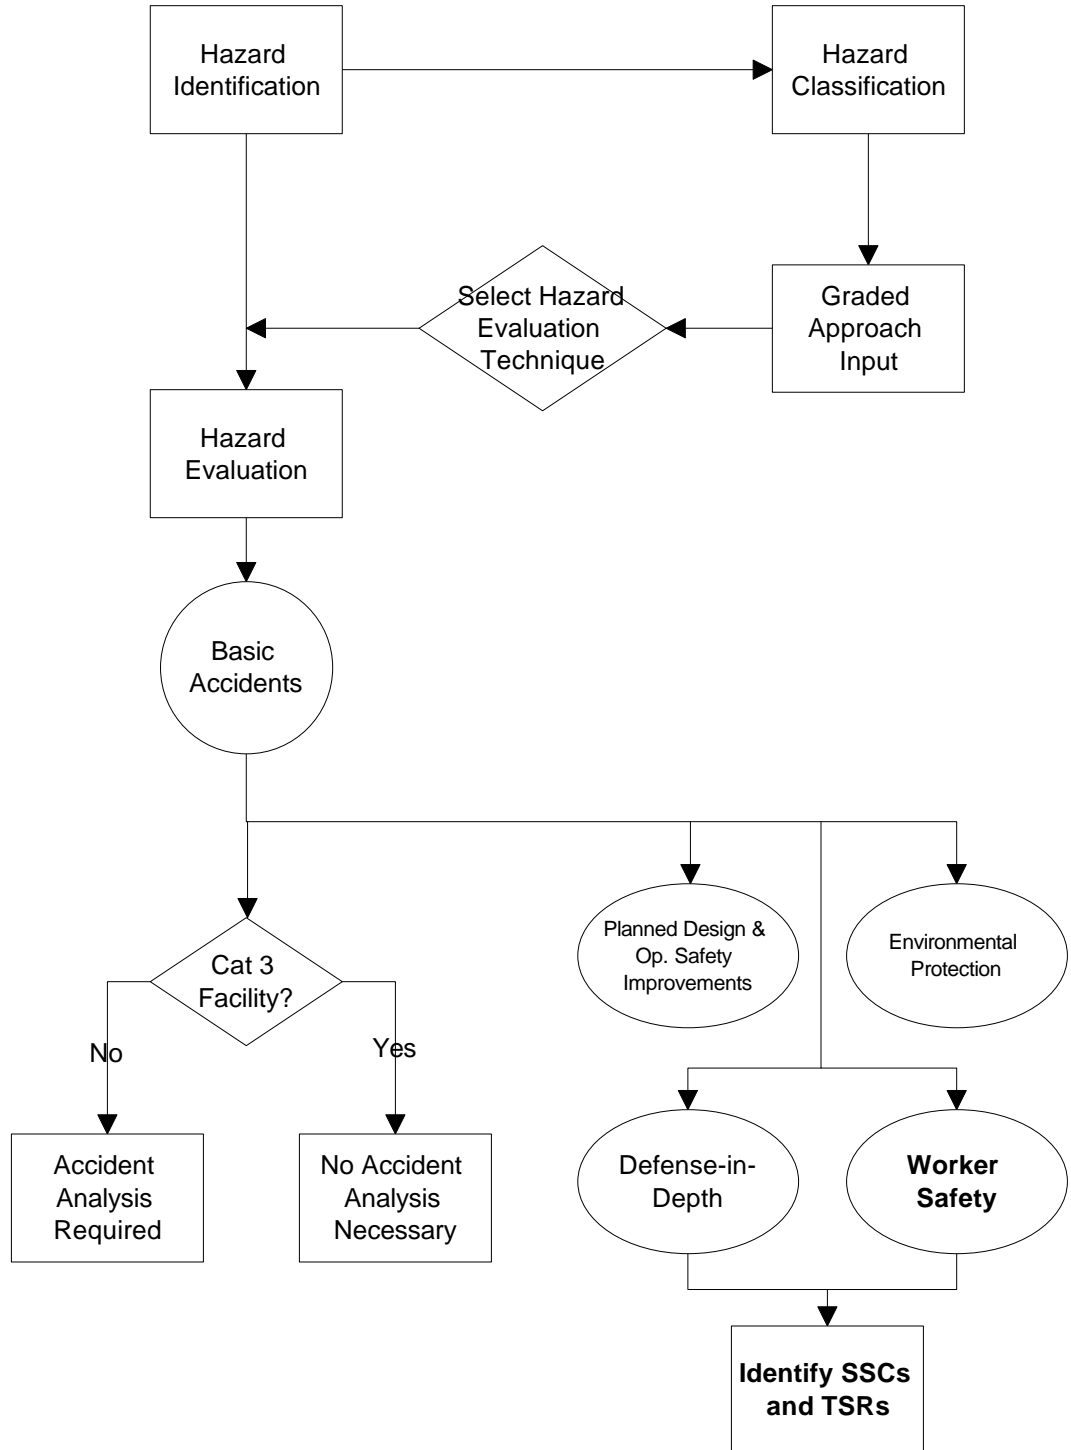 Hazard
Identification
Hazard
Classification
Select Hazard
Evaluation
Technique
Graded
Approach
Input
Hazard
Evaluation
Basic
Accidents
Cat 3
Facility?
No
Yes
Planned Design &
Op. Safety
Improvements
Environmental
Protection
Accident
Analysis
Required
No Accident
Analysis
Necessary
Defense-in-
Depth
Worker
Safety
Identify SSCs
and TSRs